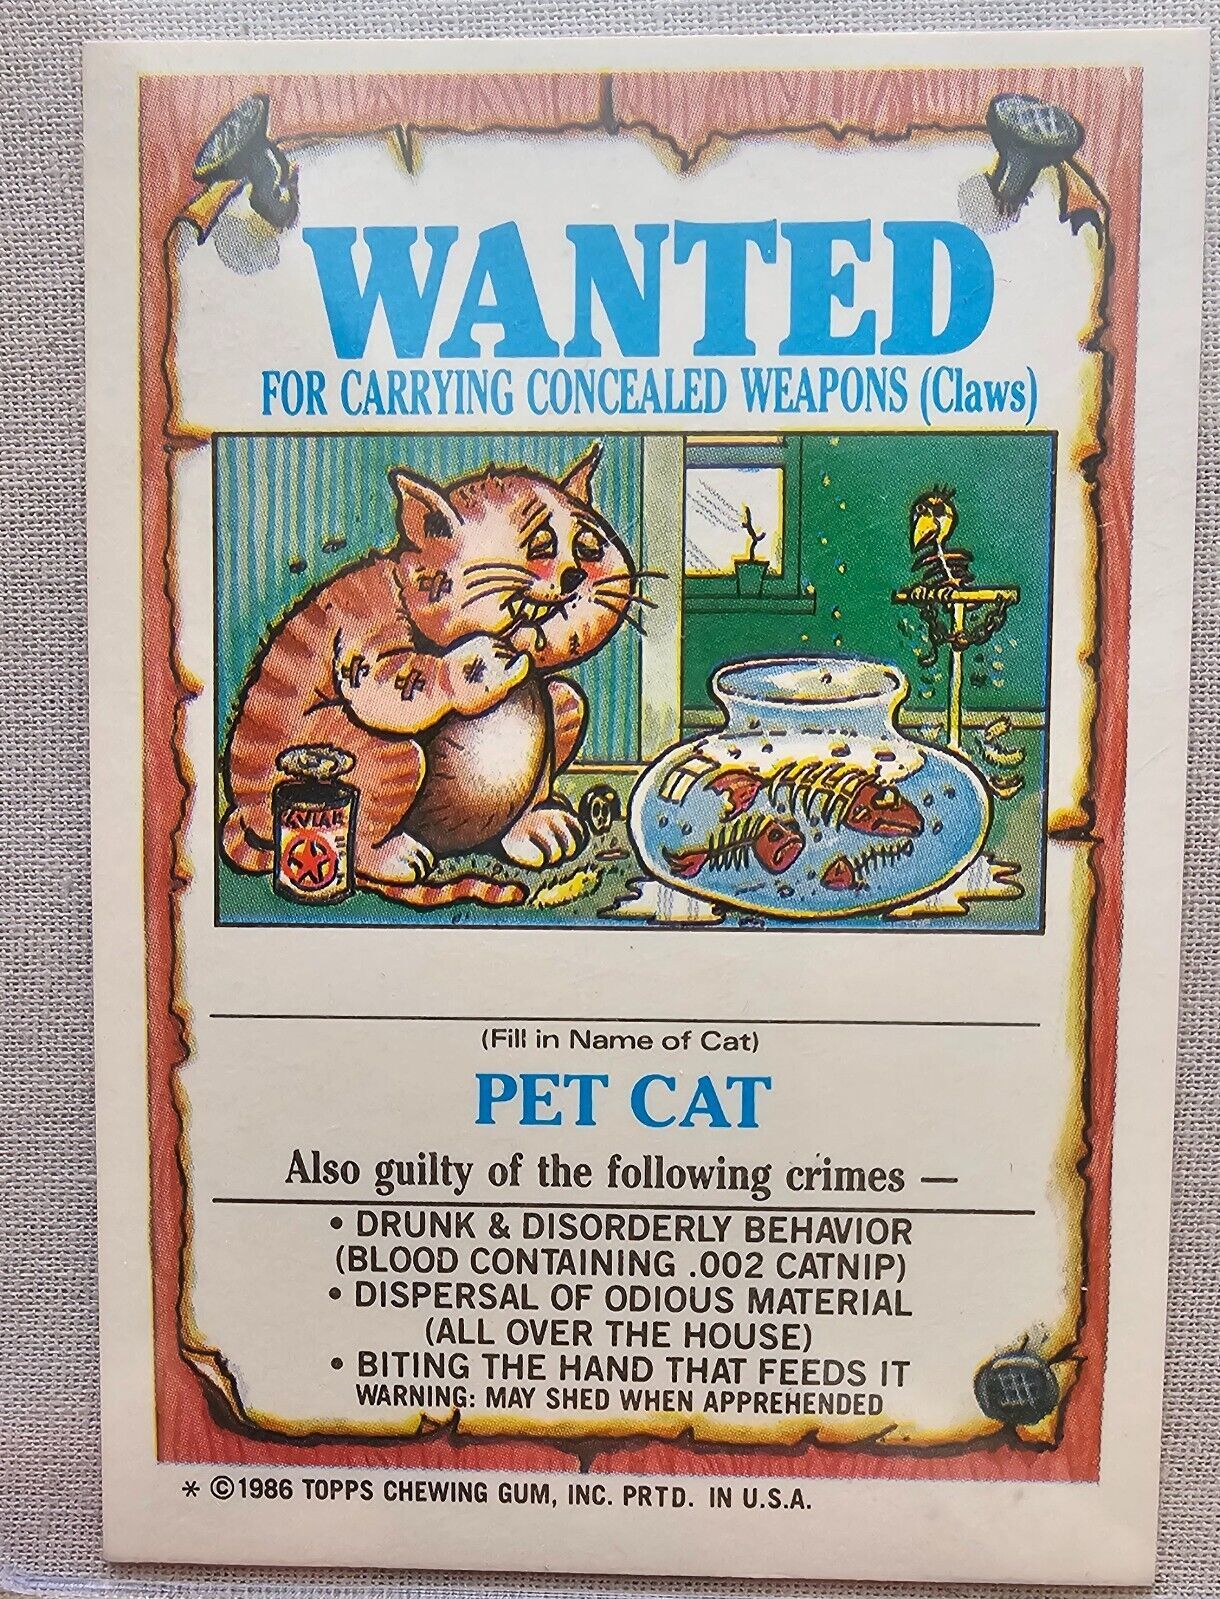 WANTED
FOR CARRYING CONCEALED WEAPONS (Claws)
CAVIAR
(Fill in Name of Cat)
PET CAT
Also guilty of the following crimes —
• DRUNK & DISORDERLY BEHAVIOR
(BLOOD CONTAINING .002 CATNIP)
• DISPERSAL OF ODIOUS MATERIAL
(ALL OVER THE HOUSE)
• BITING THE HAND THAT FEEDS IT
WARNING: MAY SHED WHEN APPREHENDED
* ©1986 TOPPS CHEWING GUM, INC. PRTD. IN U.S.A.